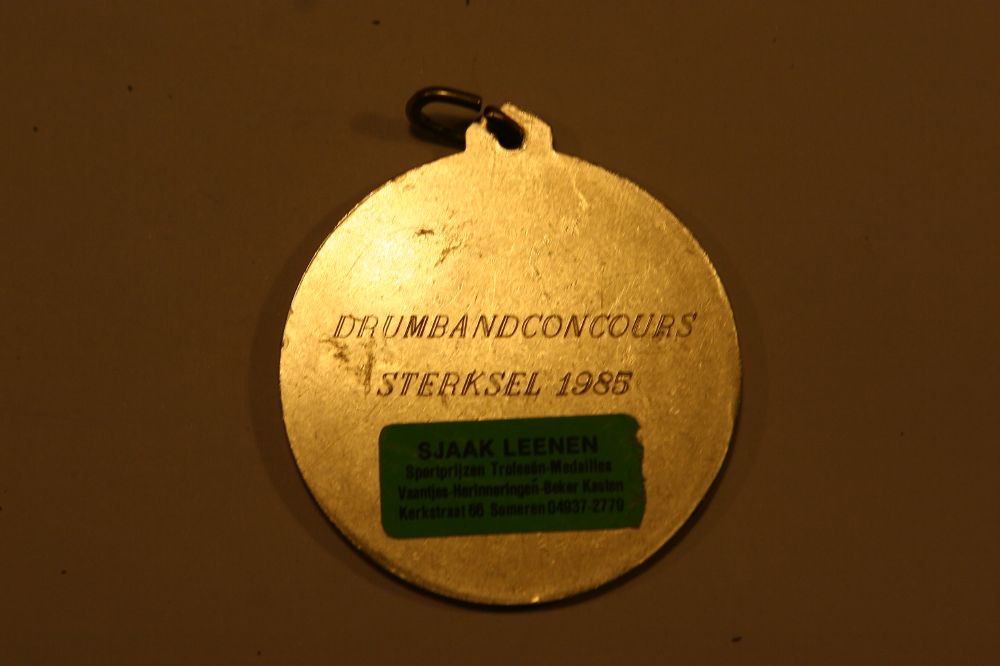 DRUMBANDCONCOURS
STERKSEL 1985
SJAAK LEENEN
Sportprijzen Trofeeën-Medailles
Vaantjes-Herinneringen-Beker Kasten
Kerkstraat 66 Someren 04937-2779